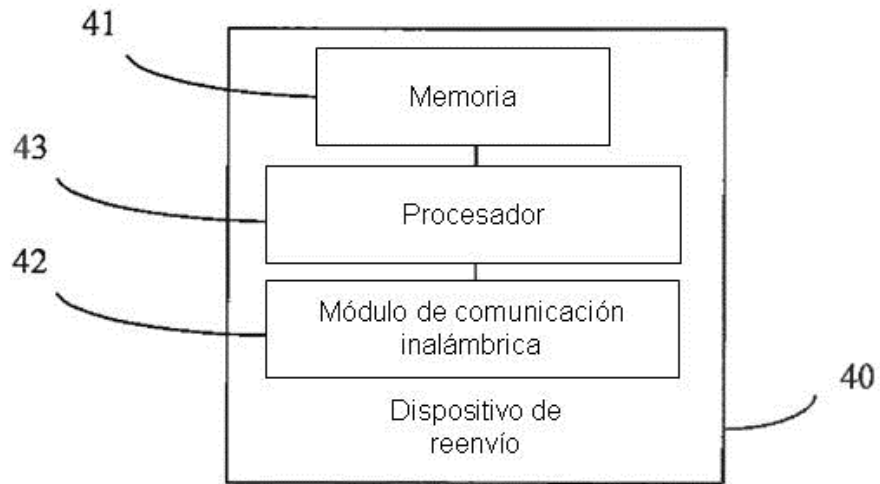 41
Memoria
43
Procesador
42
Módulo de comunicación
inalámbrica
40
Dispositivo de
reenvío